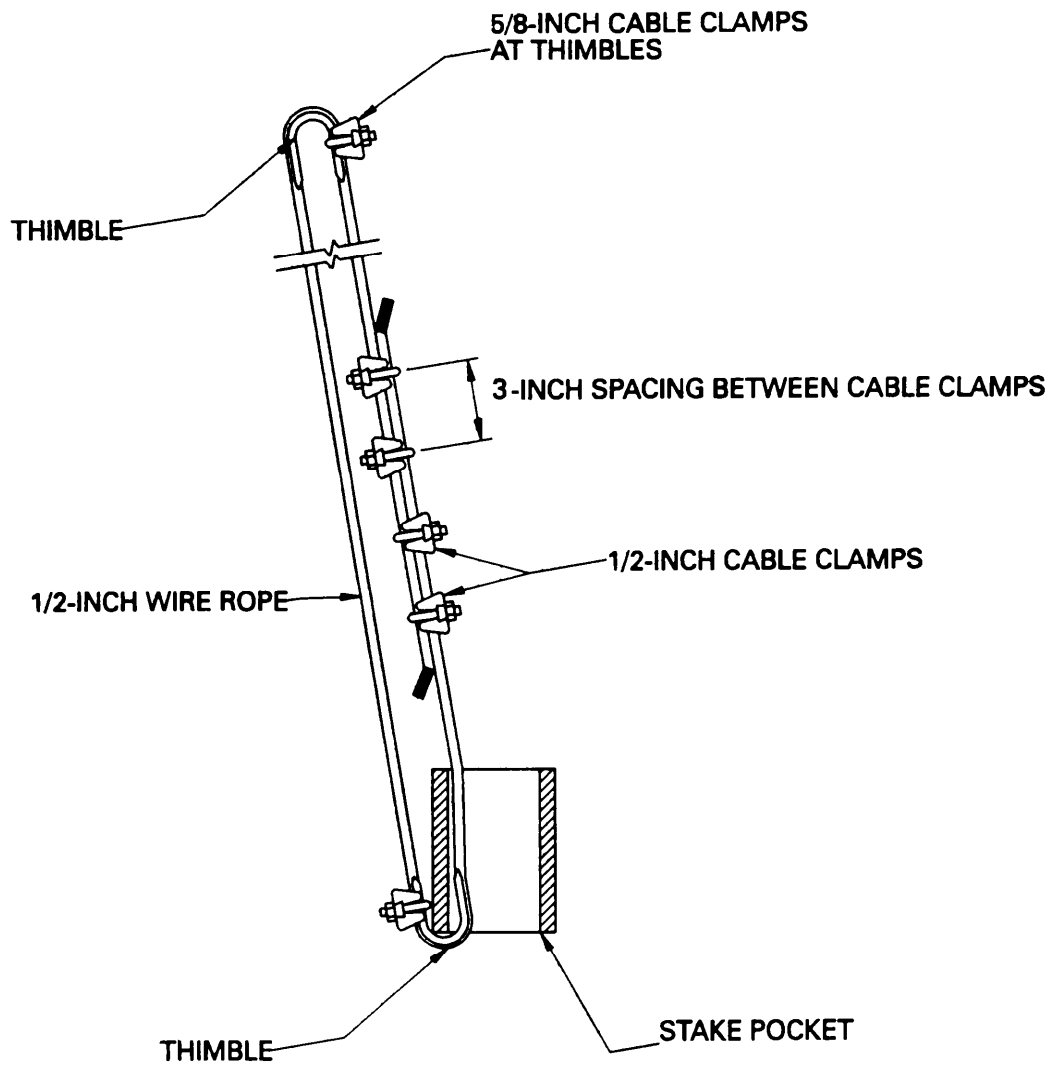 5/8-INCH CABLE CLAMPS
AT THIMBLES
THIMBLE
3-INCH SPACING BETWEEN CABLE CLAMPS
1/2-INCH CABLE CLAMPS
1/2-INCH WIRE ROPE
STAKE POCKET
THIMBLE